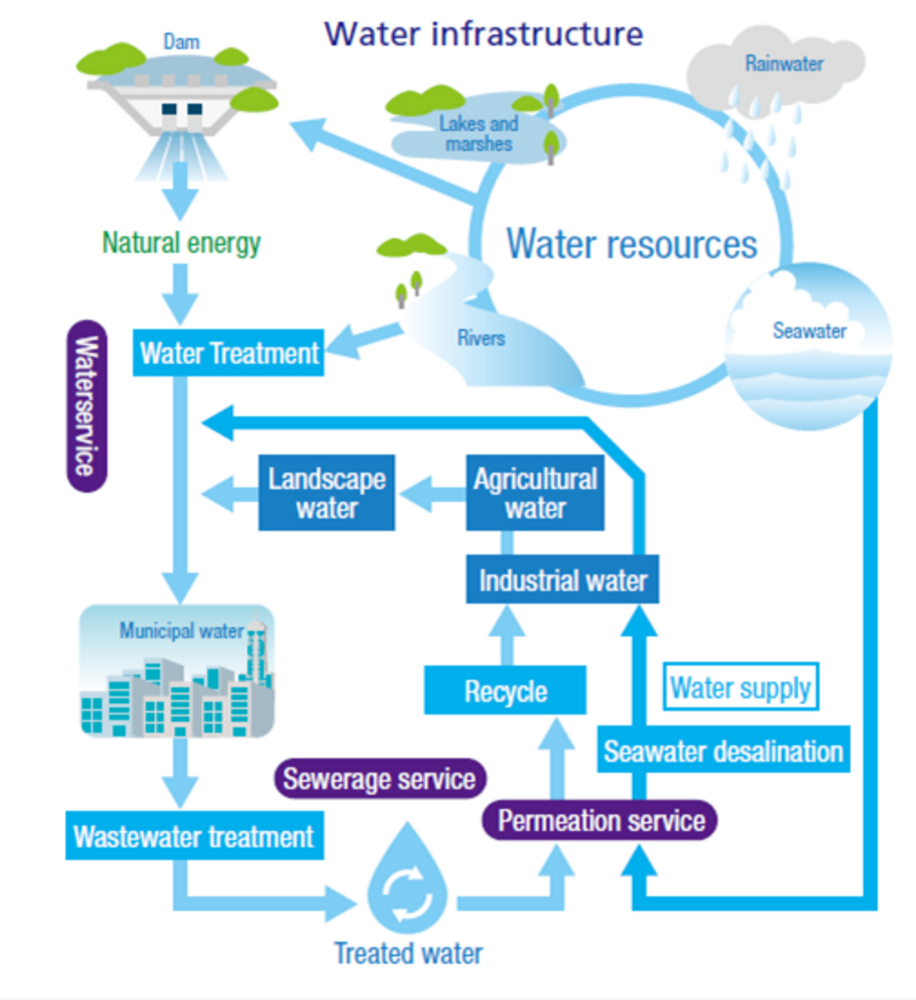 Water infrastructure
Dam
Rainwater
Lakes and
marshes
Natural energy
Water resources
Rivers
Seawater
Waterservice
Water Treatment
Landscape
water
Agricultural
water
Industrial water
Municipal water
Recycle
Water supply
Seawater desalination
Sewerage service
Permeation service
Wastewater treatment
Treated water